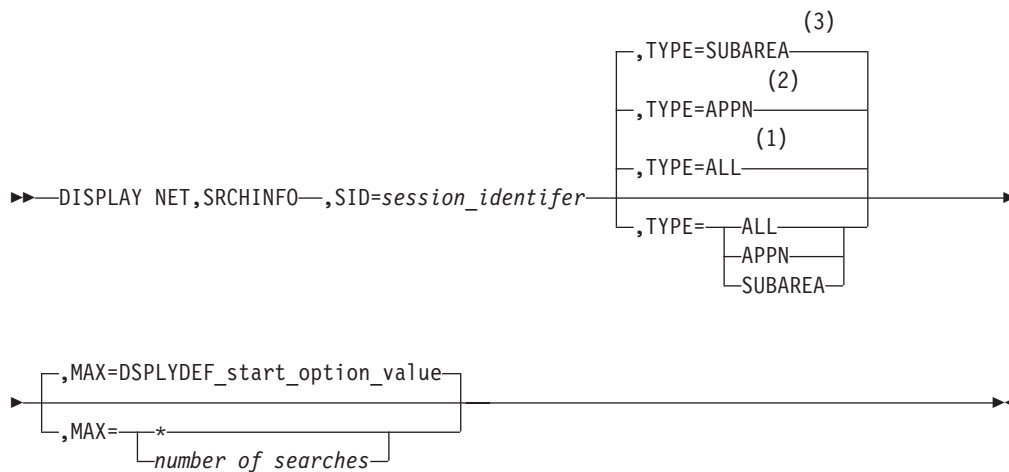 (3)
,TYPE=SUBAREA
(2)
,TYPE=APPN
(1)
,TYPE=ALL
DISPLAY NET,SRCHINFO ,SID=session_identifer
,TYPE= ALL
APPN
SUBAREA
,MAX=DSPLYDEF_start_option_value
,MAX= *
number of searches